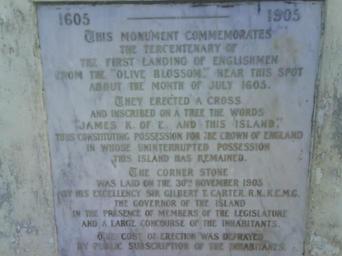 1605 1905
THIS MONUMENT COMMEMORATES
THE TERCENTENARY OF
THE FIRST LANDING OF ENGLISHMEN
FROM THE "OLIVE BLOSSOM," NEAR THIS SPOT
ABOUT THE MONTH OF JULY 1605.
THEY ERECTED A CROSS
AND INSCRIBED ON A TREE THE WORDS
"JAMES K. OF E. AND THIS ISLAND,"
THUS CONSTITUTING POSSESSION FOR THE CROWN OF ENGLAND
IN WHOSE UNINTERRUPTED POSSESSION
THIS ISLAND HAS REMAINED.
THE CORNER STONE
WAS LAID ON THE 30TH NOVEMBER 1905
BY HIS EXCELLENCY SIR GILBERT T. CARTER, R.N., K.C.M.G.
THE GOVERNOR OF THE ISLAND
IN THE PRESENCE OF MEMBERS OF THE LEGISLATURE
AND A LARGE CONCOURSE OF THE INHABITANTS.
THE COST OF ERECTION WAS DEFRAYED
BY PUBLIC SUBSCRIPTION OF THE INHABITANTS.